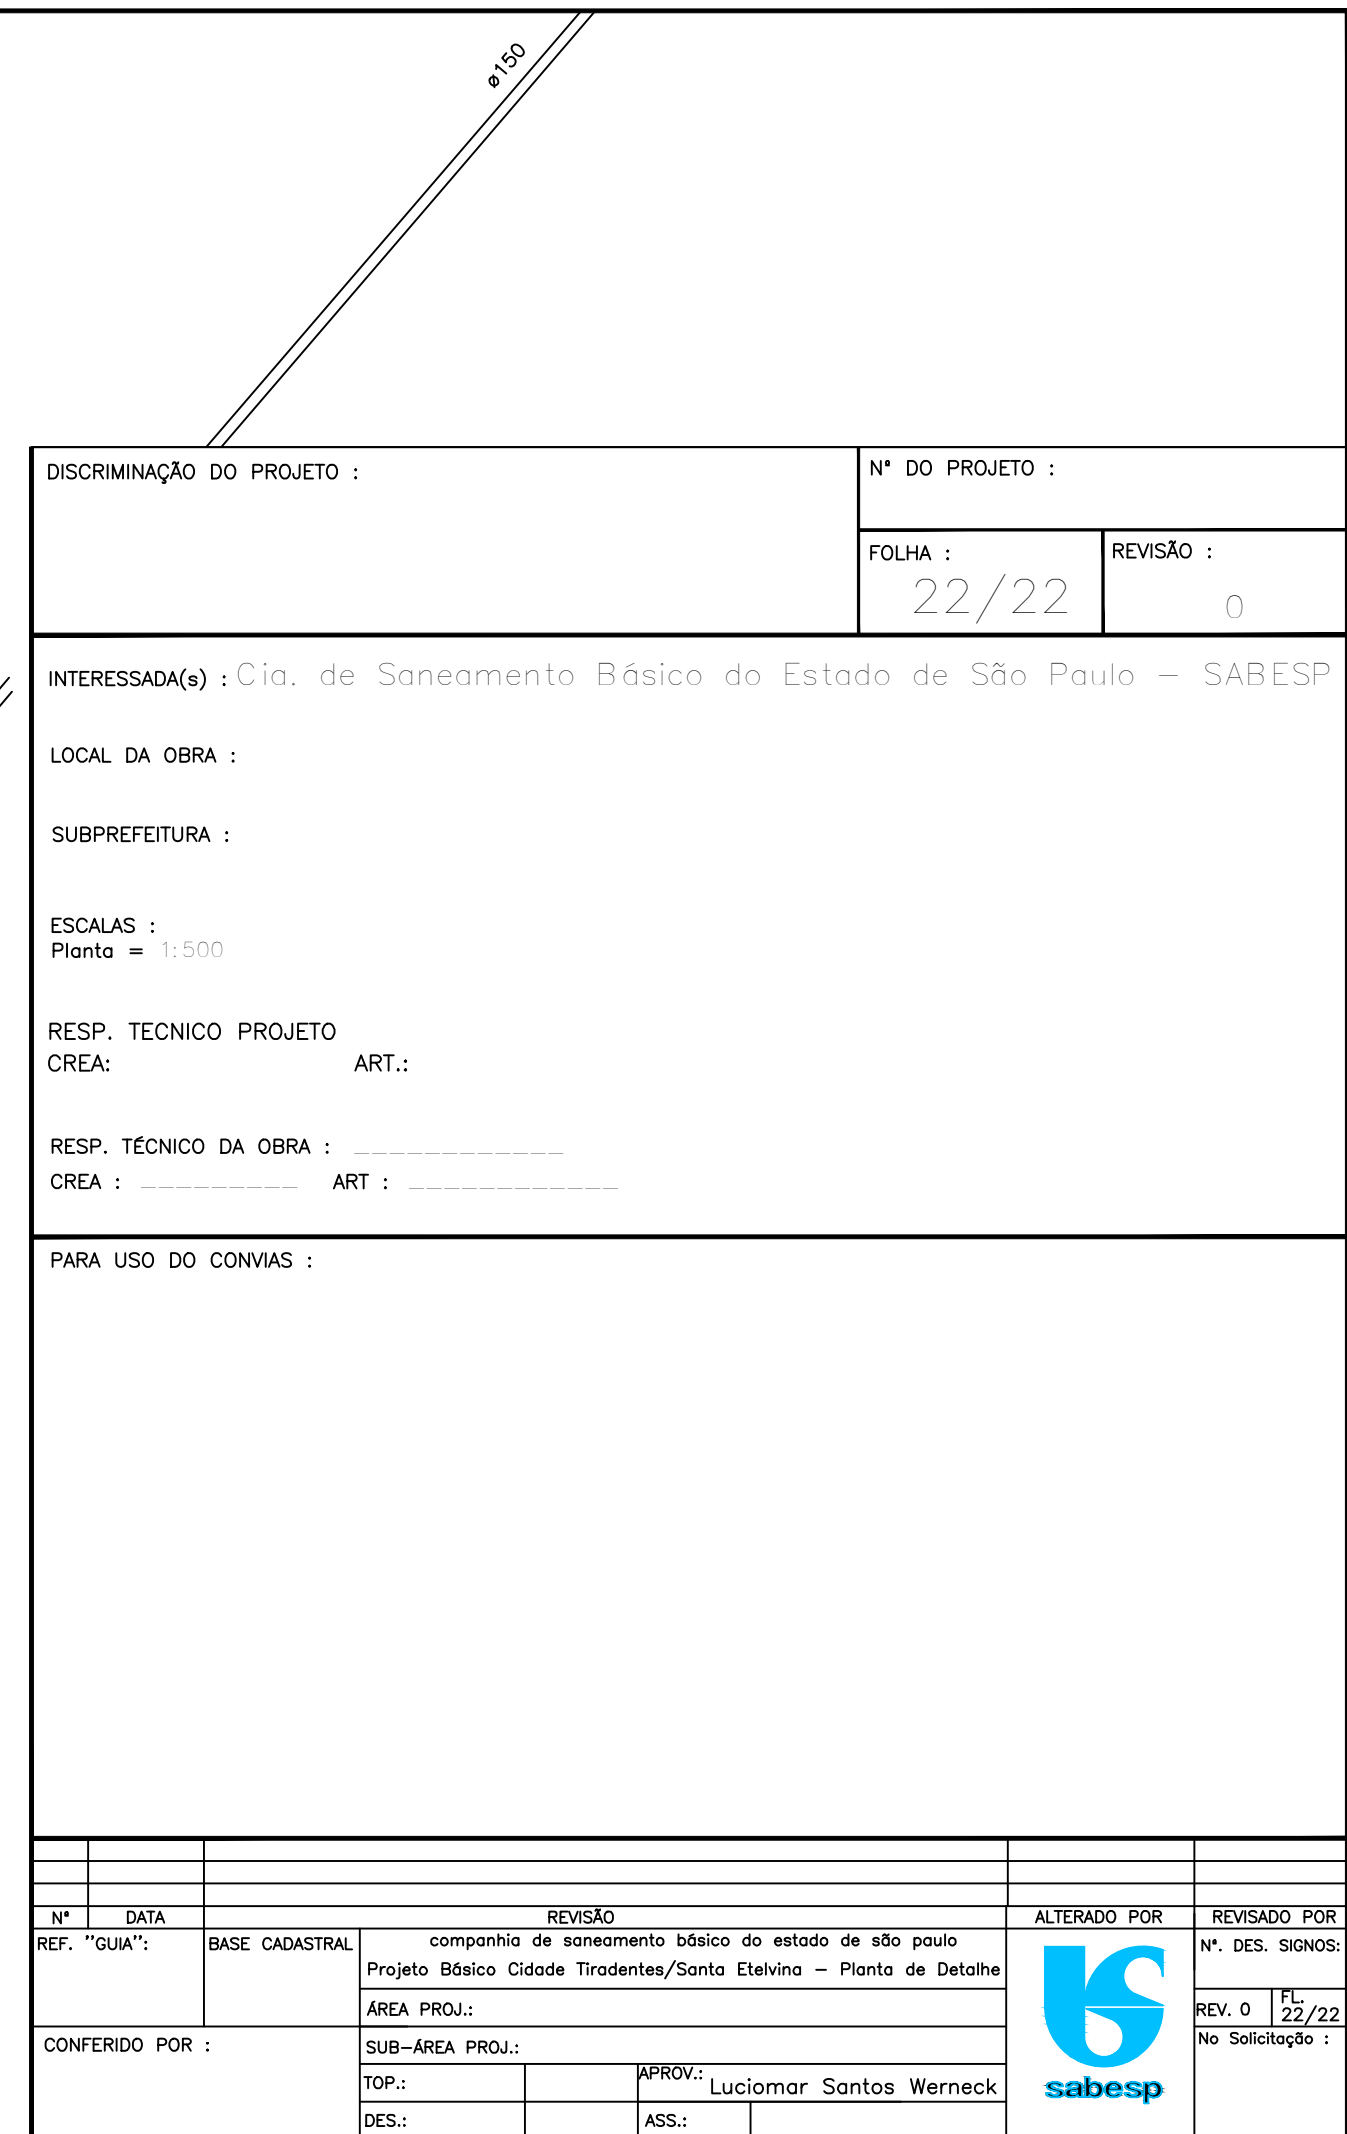 ø150
DISCRIMINAÇÃO DO PROJETO :
Nº DO PROJETO :
FOLHA :
22/22
REVISÃO :
0
INTERESSADA(s) : Cia. de Saneamento Básico do Estado de São Paulo – SABESP
LOCAL DA OBRA :
SUBPREFEITURA :
ESCALAS :
Planta = 1:500
RESP. TECNICO PROJETO
CREA: ART.:
RESP. TÉCNICO DA OBRA : ____________
CREA : _________ ART : ____________
PARA USO DO CONVIAS :
Nº DATA REVISÃO ALTERADO POR REVISADO POR
REF. "GUIA":
BASE CADASTRAL
companhia de saneamento básico do estado de são paulo
Projeto Básico Cidade Tiradentes/Santa Etelvina – Planta de Detalhe
ÁREA PROJ.:
SUB–ÁREA PROJ.:
CONFERIDO POR :
TOP.:
APROV.: Luciomar Santos Werneck
DES.:
ASS.:
sabesp
Nº. DES. SIGNOS:
REV. 0
FL.
22/22
No Solicitação :